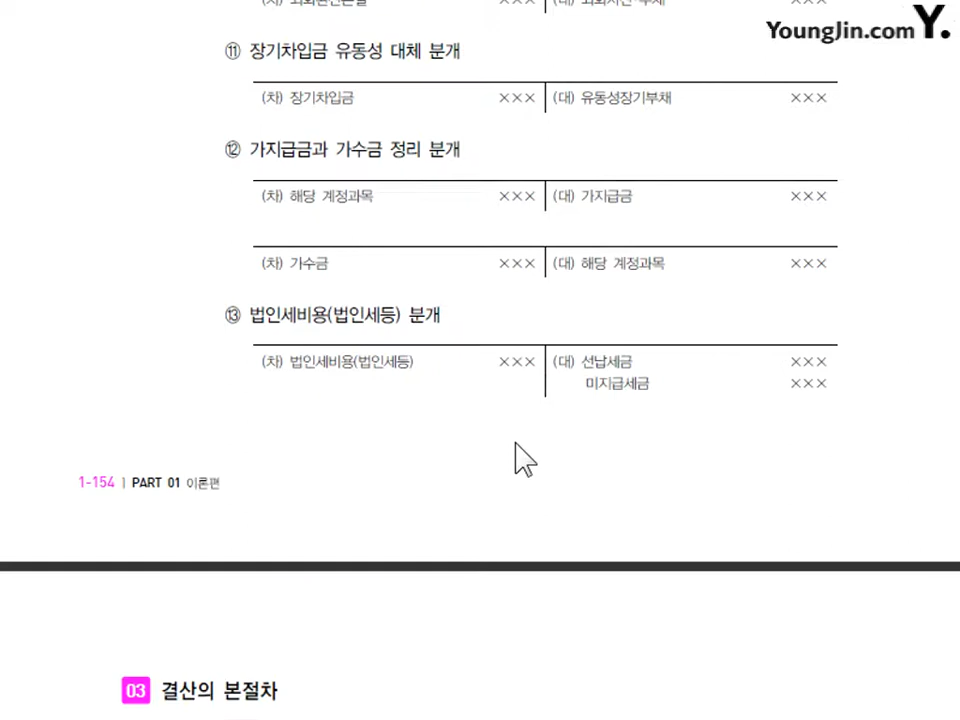 YoungJin.com Y.
⑪ 장기차입금 유동성 대체 분개
(차) 장기차입금 ××× (대) 유동성장기부채 ×××
⑫ 가지급금과 가수금 정리 분개
(차) 해당 계정과목 ××× (대) 가지급금 ×××
(차) 가수금 ××× (대) 해당 계정과목 ×××
⑬ 법인세비용(법인세등) 분개
(차) 법인세비용(법인세등) ××× (대) 선납세금 ×××
미지급세금 ×××
1-154 | PART 01 이론편
03 결산의 본절차